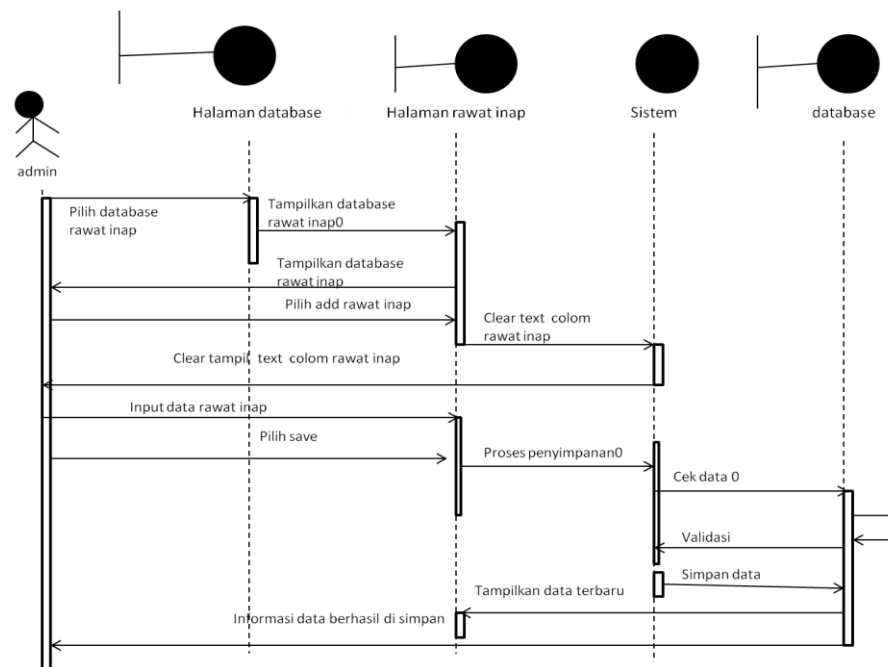 Halaman database
Halaman rawat inap
Sistem
database
admin
Pilih database
rawat inap
Tampilkan database
rawat inap0
Tampilkan database
rawat inap
Pilih add rawat inap
Clear text colom
rawat inap
Clear tampil text colom rawat inap
Input data rawat inap
Pilih save
Proses penyimpanan0
Cek data 0
Validasi
Simpan data
Tampilkan data terbaru
Informasi data berhasil di simpan